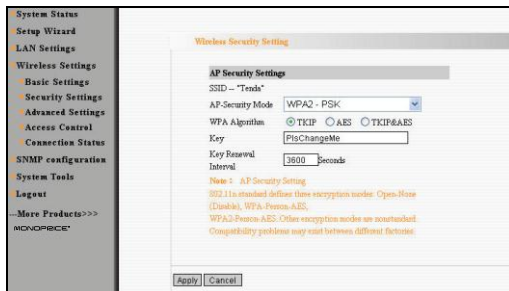 System Status
Setup Wizard
LAN Settings
Wireless Settings
Basic Settings
Security Settings
Advanced Settings
Access Control
Connection Status
SNMP configuration
System Tools
Logout
...More Products>>>
MONOPRICE
Wireless Security Setting
AP Security Settings
SSID -- "Tenda"
AP-Security Mode WPA2 - PSK
WPA Algorithm TKIP AES TKIP&AES
Key PlsChangeMe
Key Renewal
Interval 3600 Seconds
Note : AP Security Setting
802.11n standard defines three encryption modes: Open-None
(Disable), WPA-Person-AES,
WPA2-Person-AES. Other encryption modes are nonstandard.
Compatibility problems may exist between different factories.
Apply Cancel